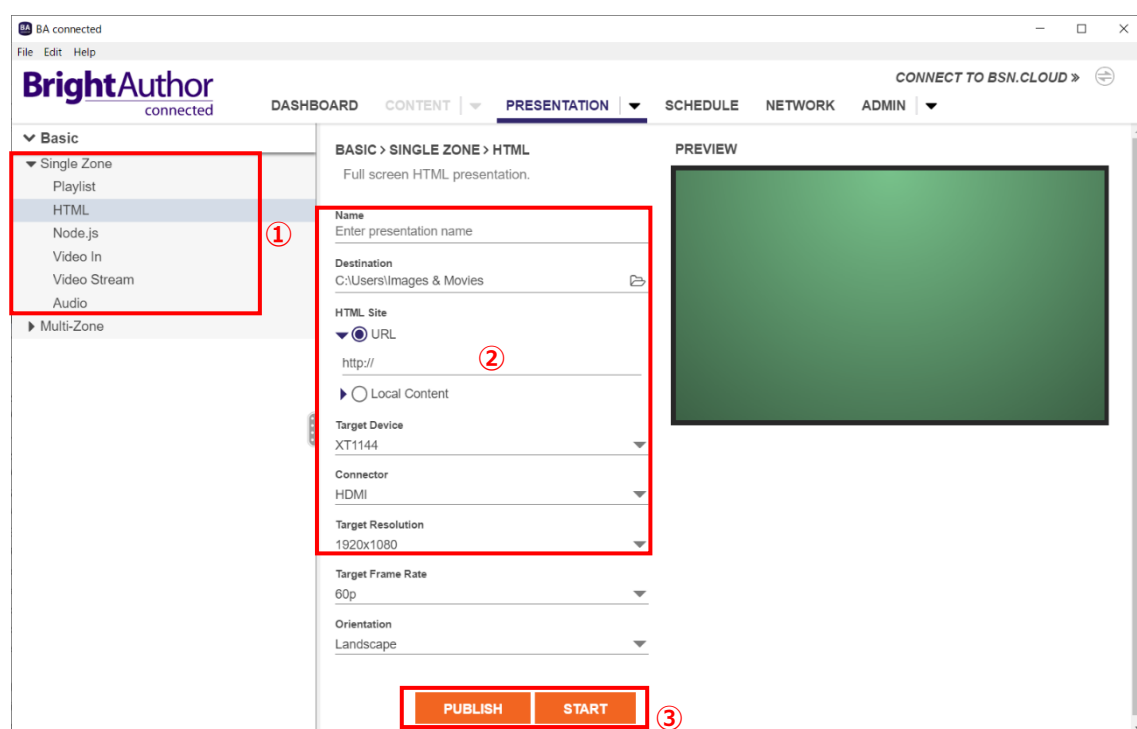 BA BA connected
File Edit Help
BrightAuthor
connected
CONNECT TO BSN.CLOUD »
DASHBOARD CONTENT PRESENTATION SCHEDULE NETWORK ADMIN
Basic
Single Zone
Playlist
HTML
Node.js
Video In
Video Stream
Audio
Multi-Zone
①
BASIC > SINGLE ZONE > HTML
Full screen HTML presentation.
Name
Enter presentation name
Destination
C:\Users\Images & Movies
HTML Site
URL
http://
②
Local Content
Target Device
XT1144
Connector
HDMI
Target Resolution
1920x1080
Target Frame Rate
60p
Orientation
Landscape
PUBLISH START
③
PREVIEW